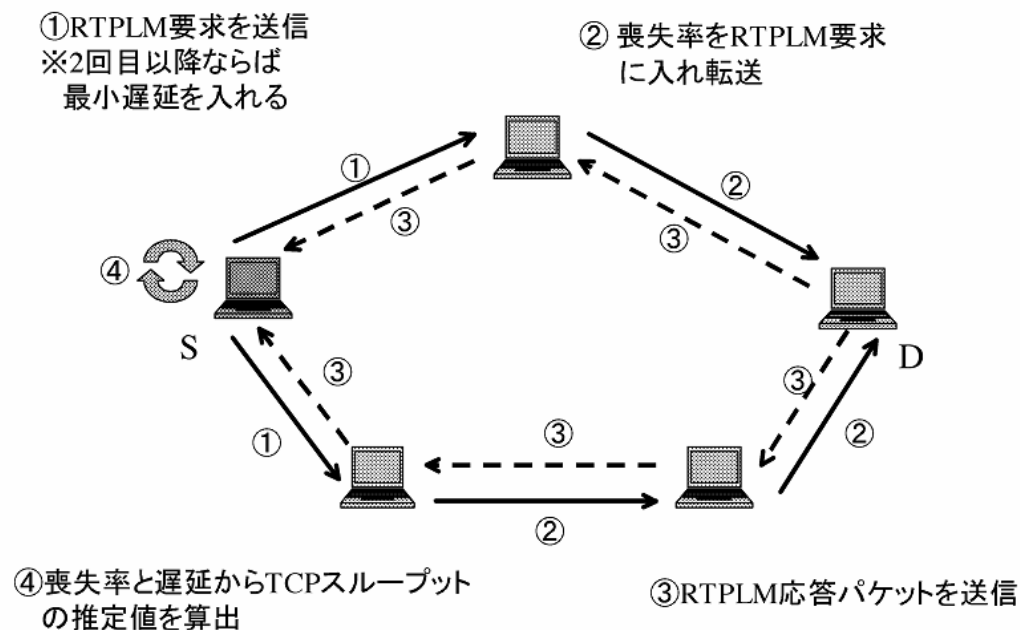 ①RTPLM要求を送信
※2回目以降ならば
最小遅延を入れる
② 喪失率をRTPLM要求
に入れ転送
①
②
③
③
④
S
D
③
③
①
③
②
②
④喪失率と遅延からTCPスループット
の推定値を算出
③RTPLM応答パケットを送信